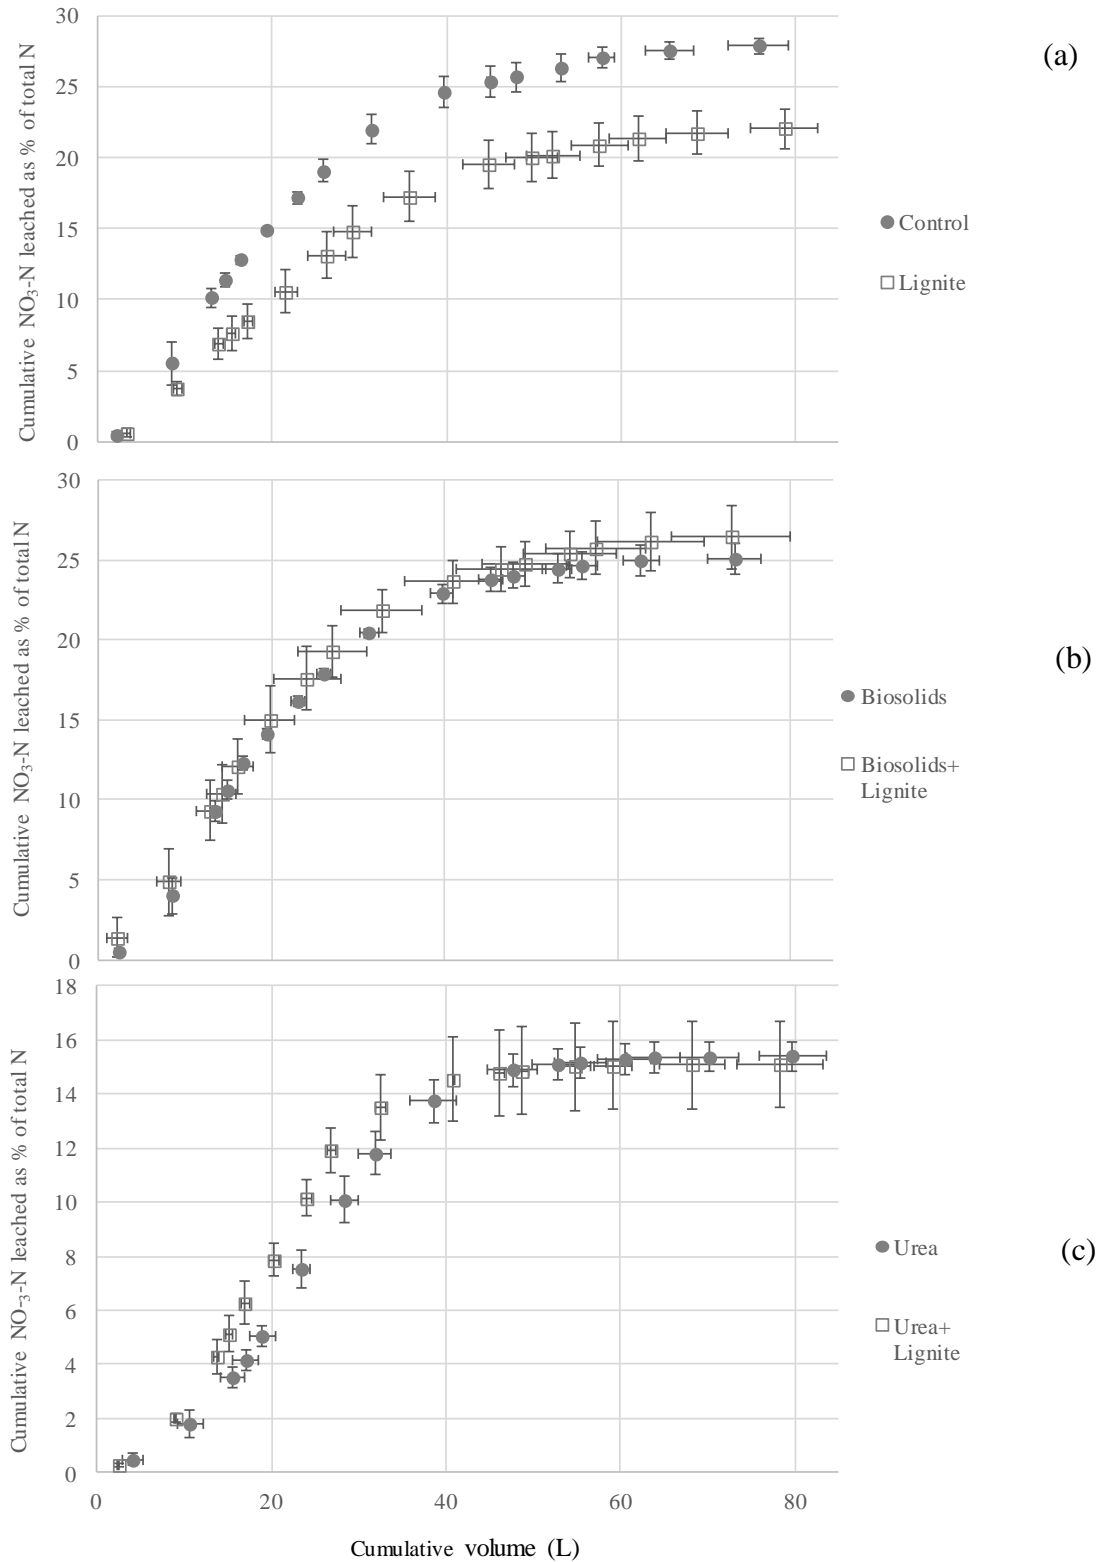 30
25
20
15
10
5
0
Cumulative NO₃-N leached as % of total N
(a)
Control
Lignite
30
25
20
15
10
5
0
Cumulative NO₃-N leached as % of total N
(b)
Biosolids
Biosolids+
Lignite
18
16
14
12
10
8
6
4
2
0
Cumulative NO-₃-N leached as % of total N
(c)
Urea
Urea+
Lignite
0 20 40 60 80
Cumulative volume (L)